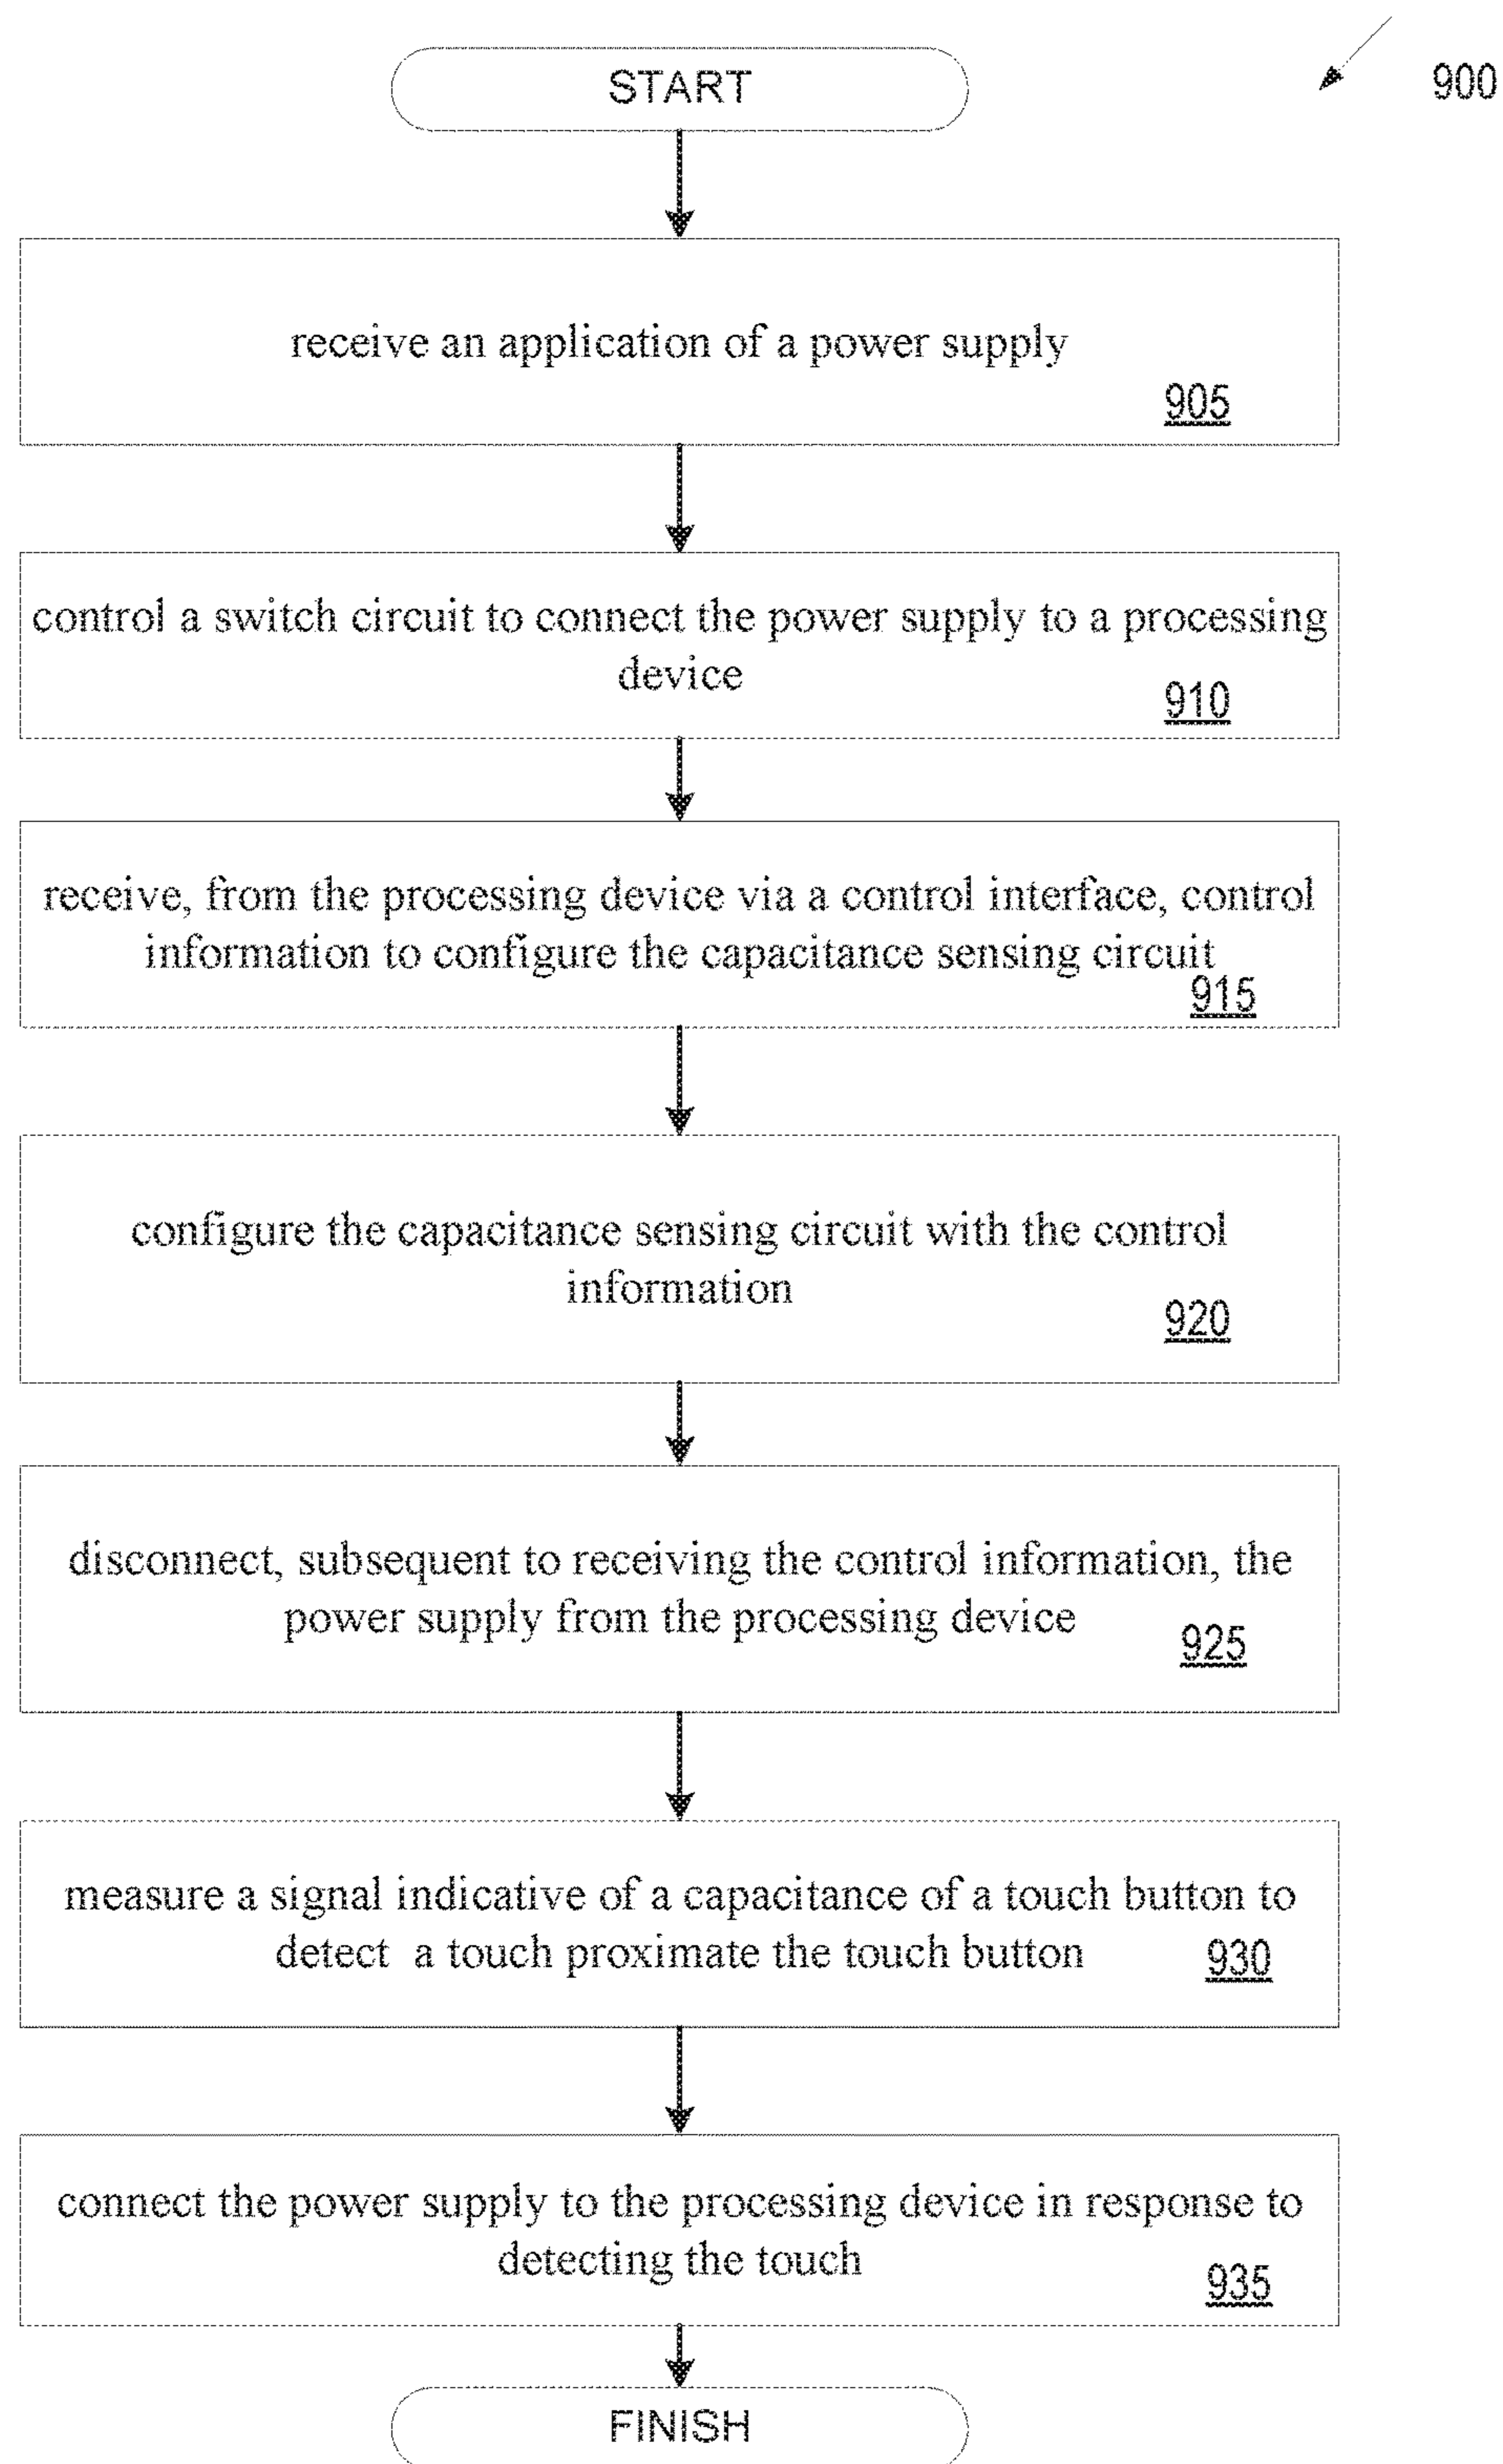 START
900
receive an application of a power supply
905
control a switch circuit to connect the power supply to a processing
device
910
receive, from the processing device via a control interface, control
information to configure the capacitance sensing circuit
915
configure the capacitance sensing circuit with the control
information
920
disconnect, subsequent to receiving the control information, the
power supply from the processing device
925
measure a signal indicative of a capacitance of a touch button to
detect a touch proximate the touch button
930
connect the power supply to the processing device in response to
detecting the touch
935
FINISH